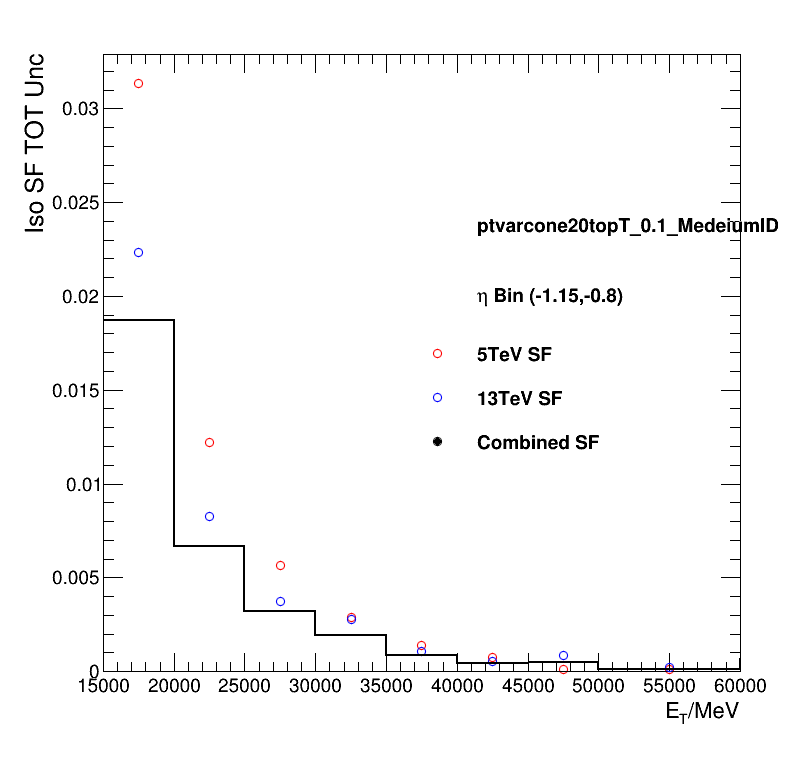 Iso SF TOT Unc
0.03
0.025
0.02
0.015
0.01
0.005
0
ptvarcone20topT_0.1_MedeiumID
η Bin (-1.15,-0.8)
5TeV SF
13TeV SF
Combined SF
15000 20000 25000 30000 35000 40000 45000 50000 55000 60000
E_T/MeV